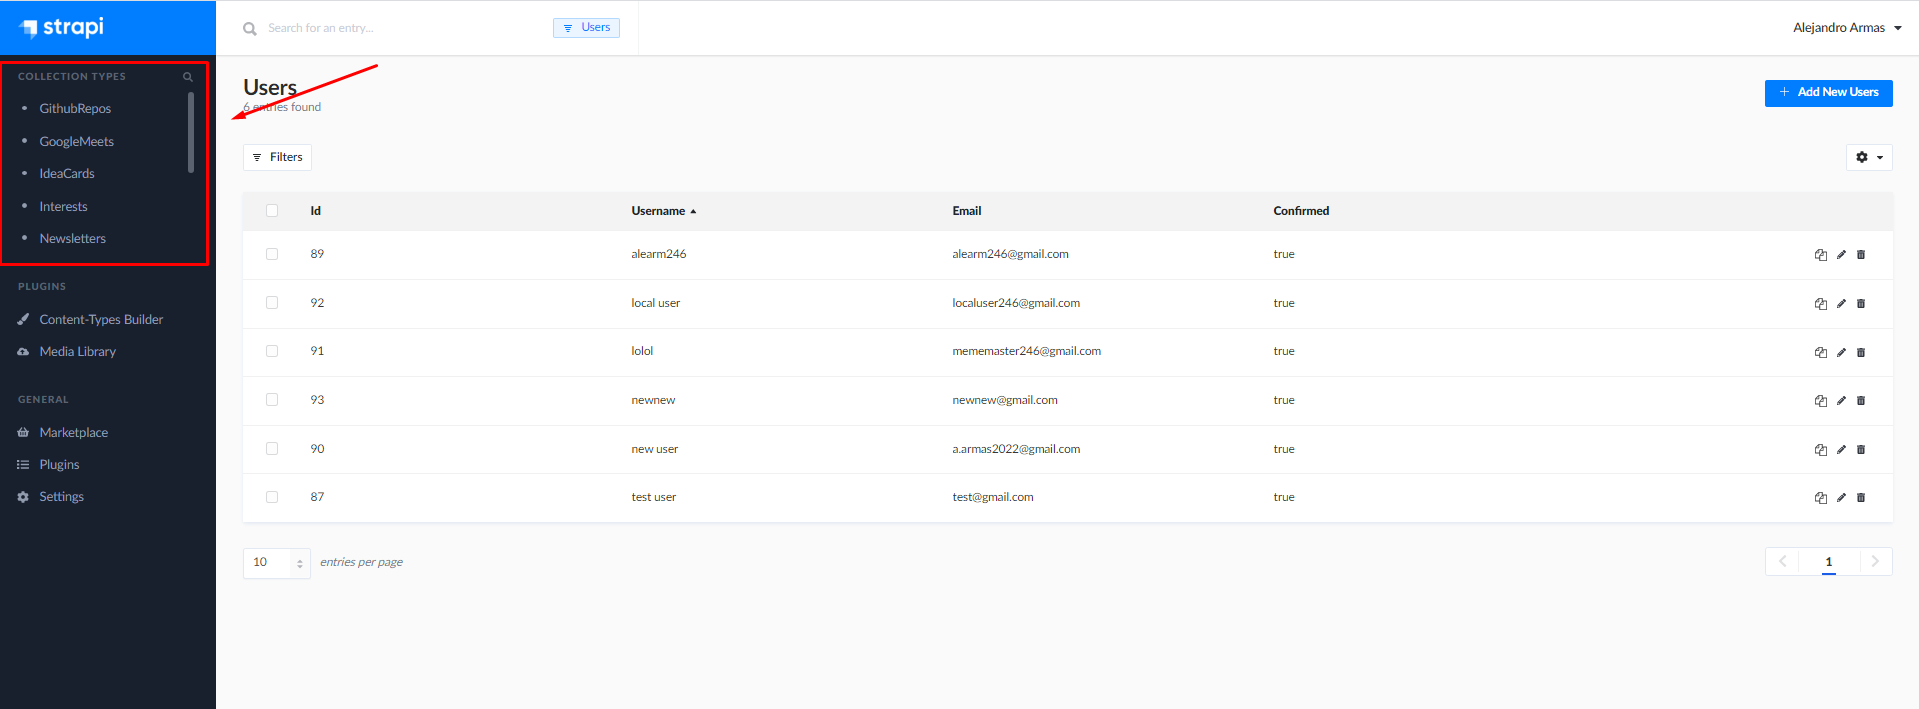 strapi
Search for an entry...
Users
Alejandro Armas
COLLECTION TYPES
GithubRepos
GoogleMeets
IdeaCards
Interests
Newsletters
PLUGINS
Content-Types Builder
Media Library
GENERAL
Marketplace
Plugins
Settings
Users
6 entries found
Add New Users
Filters
Id Username Email Confirmed
89 alearm246 alearm246@gmail.com true
92 local user localuser246@gmail.com true
91 lolol mememaster246@gmail.com true
93 newnew newnew@gmail.com true
90 new user a.armas2022@gmail.com true
87 test user test@gmail.com true
10 entries per page
1